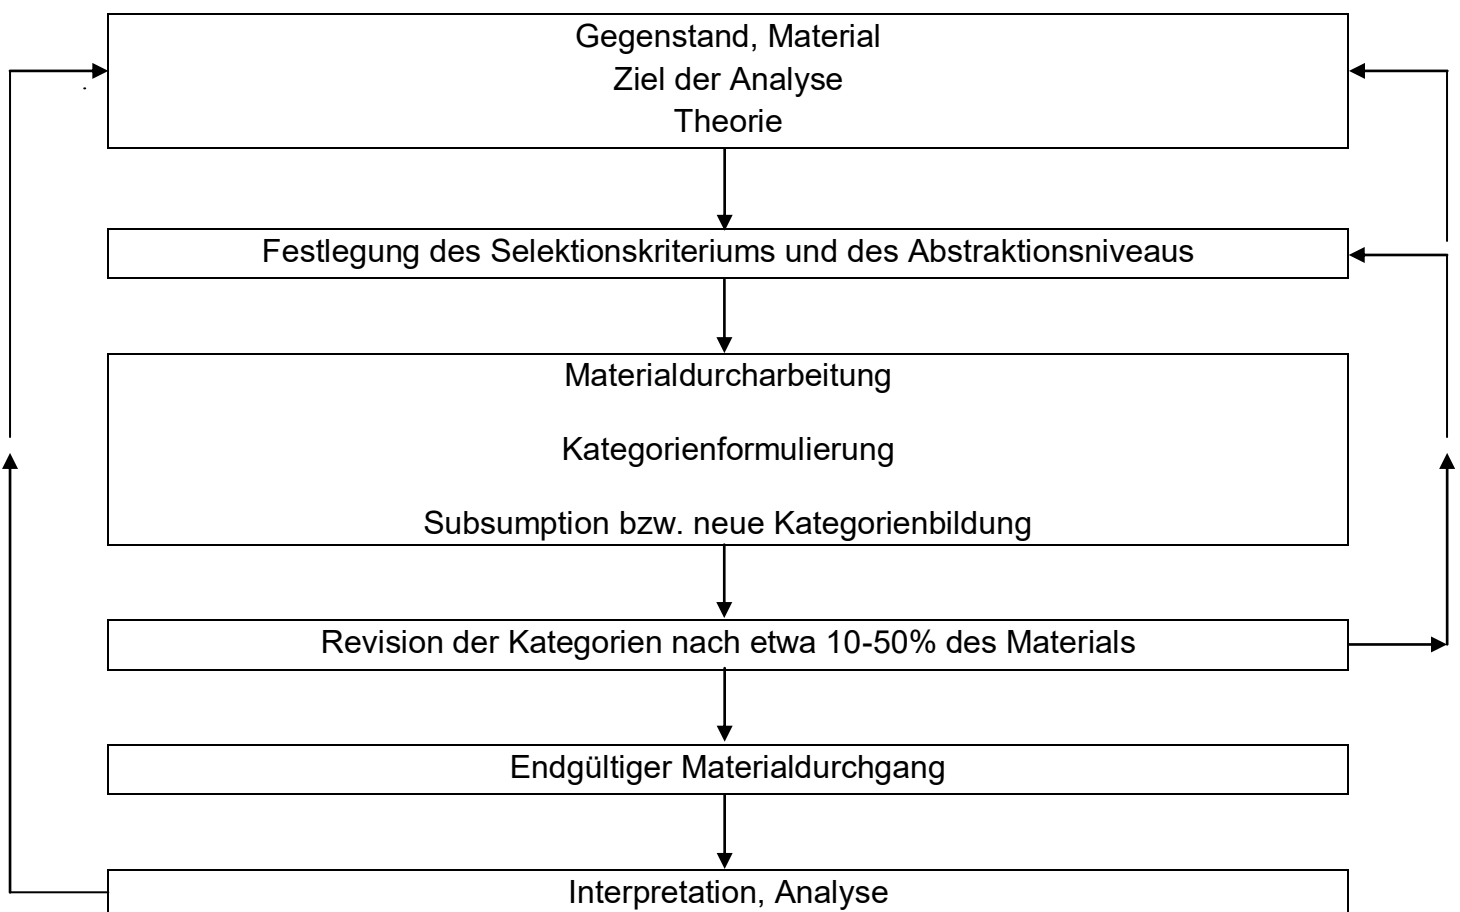 Gegenstand, Material
Ziel der Analyse
Theorie
Festlegung des Selektionskriteriums und des Abstraktionsniveaus
Materialdurcharbeitung
Kategorienformulierung
Subsumption bzw. neue Kategorienbildung
Revision der Kategorien nach etwa 10-50% des Materials
Endgültiger Materialdurchgang
Interpretation, Analyse